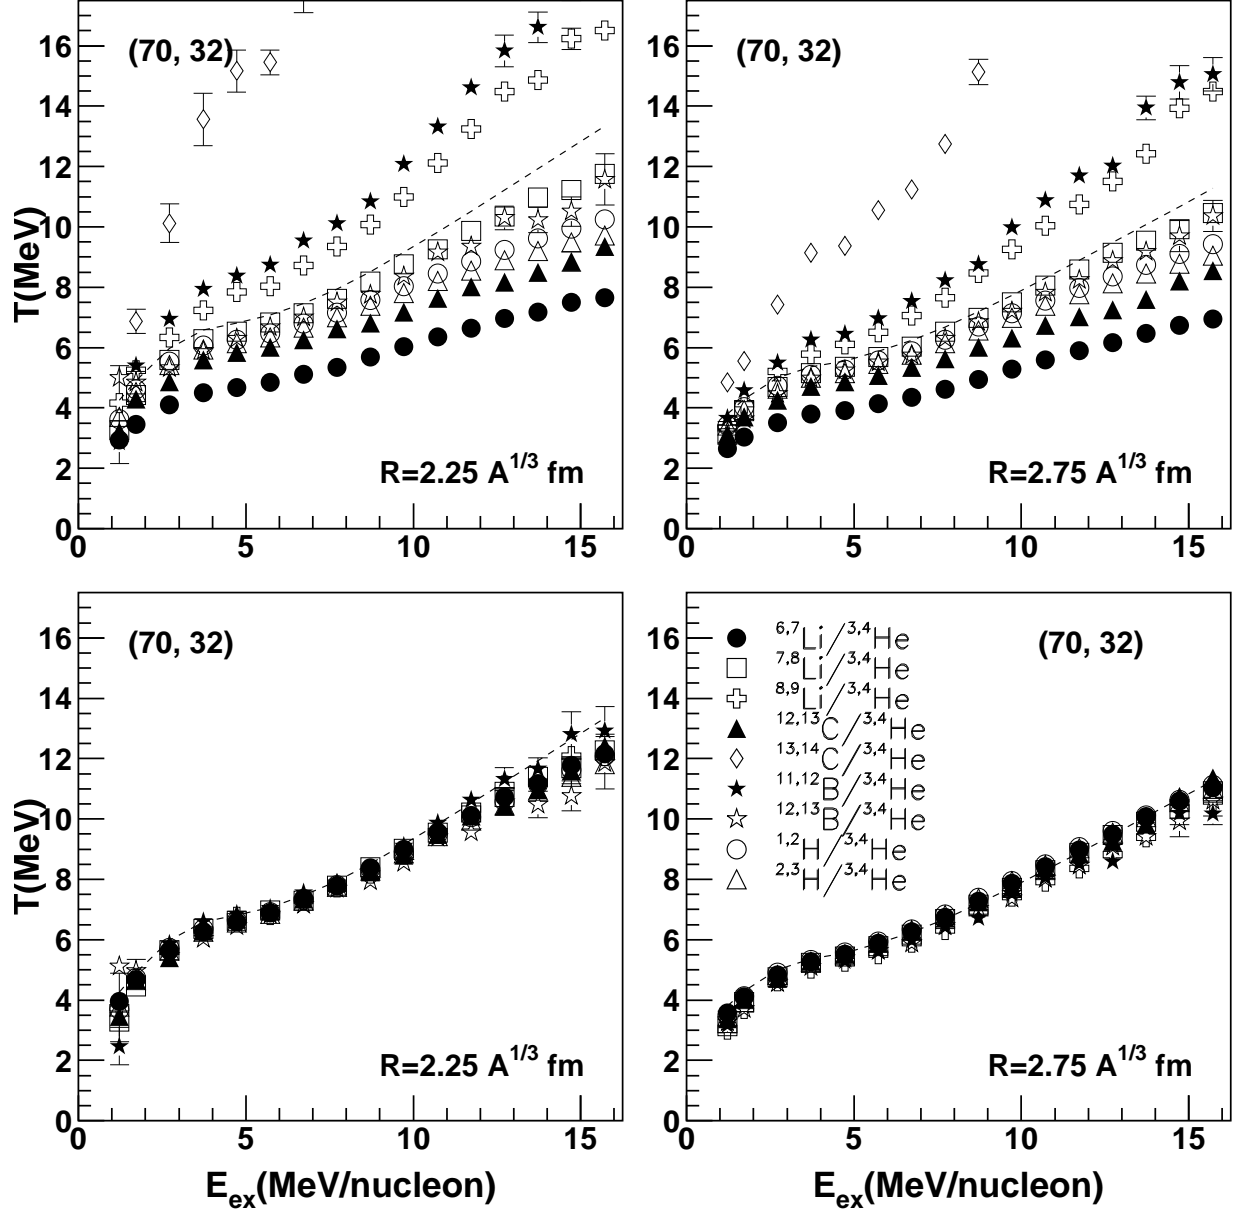 T(MeV)
16
14
12
10
8
6
4
2
0
(70, 32)
R=2.25 A^1/3 fm
0 5 10 15
16
14
12
10
8
6
4
2
0
(70, 32)
R=2.75 A^1/3 fm
0 5 10 15
T(MeV)
16
14
12
10
8
6
4
2
0
(70, 32)
R=2.25 A^1/3 fm
0 5 10 15
E_ex(MeV/nucleon)
16
14
12
10
8
6
4
2
0
(70, 32)
^6,7Li/^3,4He
^7,8Li/^3,4He
^8,9Li/^3,4He
^12,13C/^3,4He
^13,14C/^3,4He
^11,12B/^3,4He
^12,13B/^3,4He
^1,2H/^3,4He
^2,3H/^3,4He
R=2.75 A^1/3 fm
0 5 10 15
E_ex(MeV/nucleon)